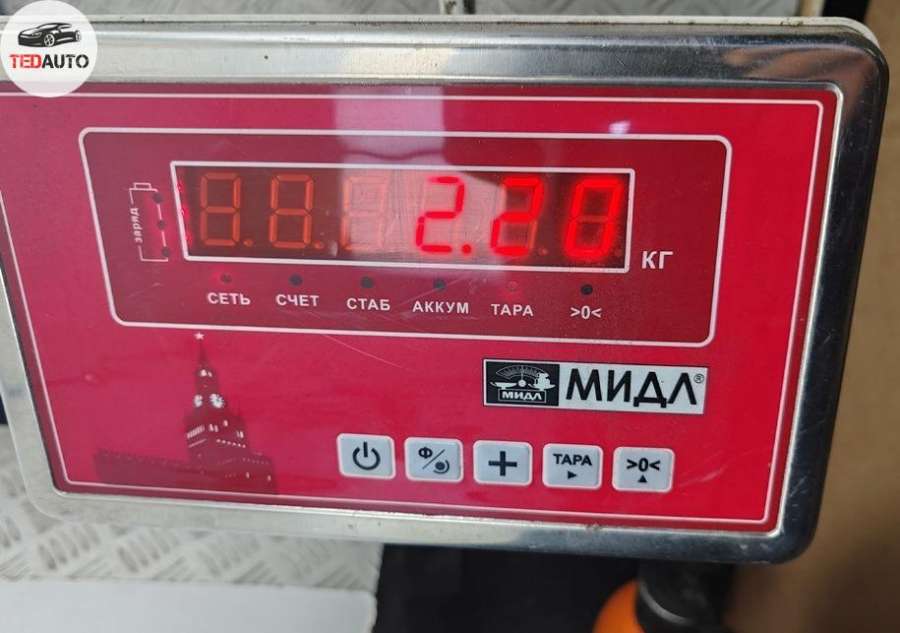 TEDAUTO
заряд
2.20
КГ
СЕТЬ СЧЕТ СТАБ АККУМ ТАРА >0<
МИДЛ МИДЛ®
Ф ТАРА >0<